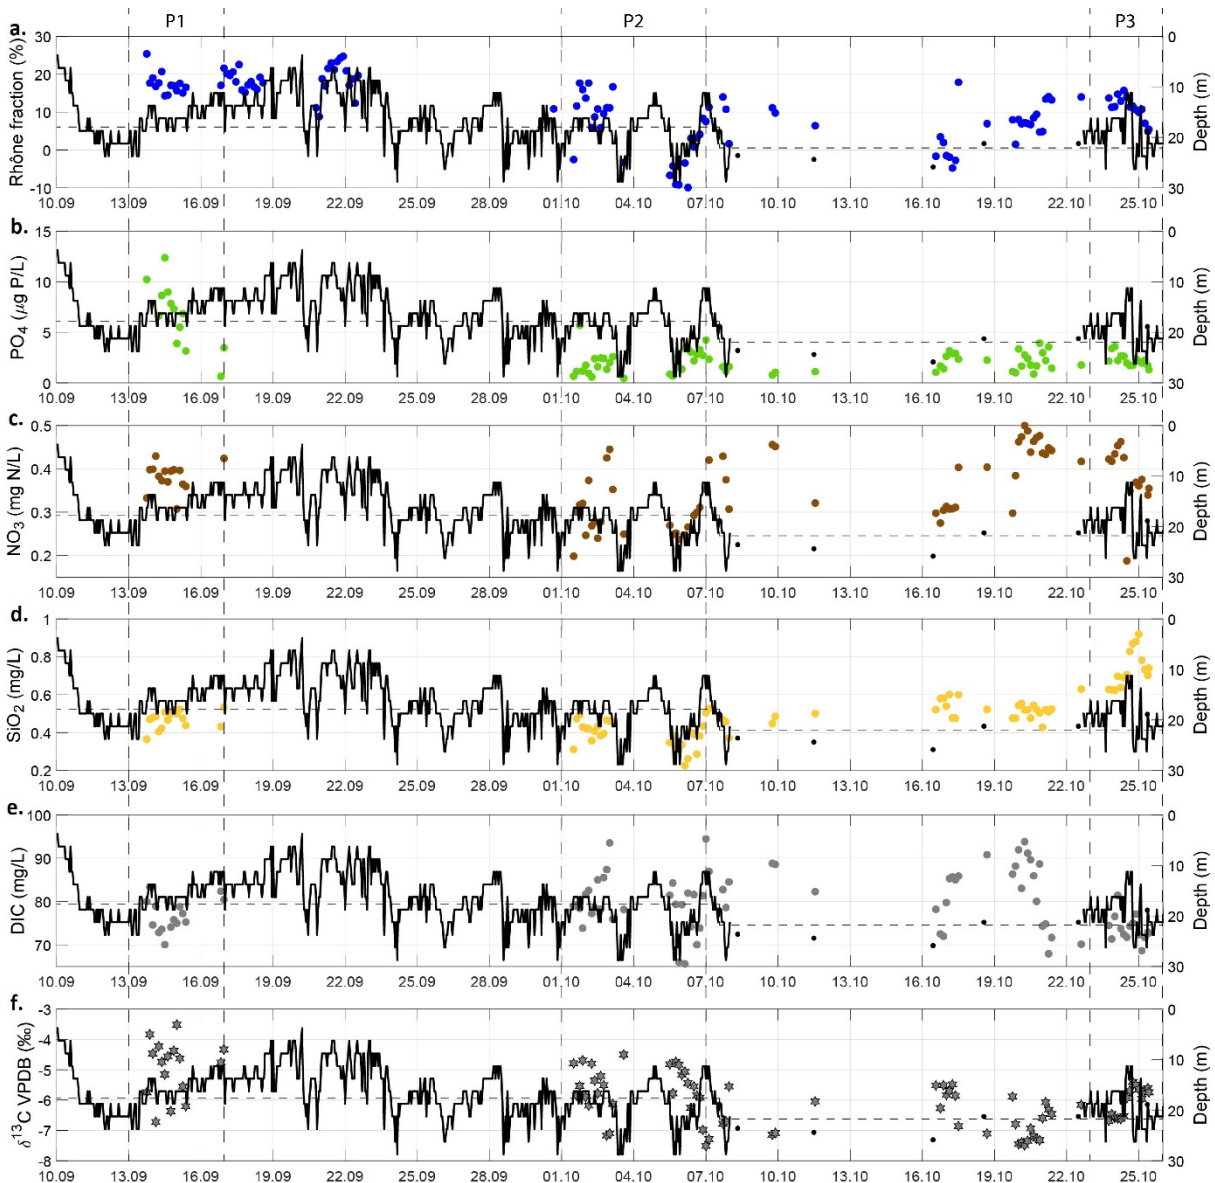 P1 P2 P3
a.
Rhône fraction (%)
30 20 10 0 -10
0 10 20 30
Depth (m)
10.09 13.09 16.09 19.09 22.09 25.09 28.09 01.10 04.10 07.10 10.10 13.10 16.10 19.10 22.10 25.10
b.
PO4 (μg P/L)
15 10 5 0
0 10 20 30
Depth (m)
10.09 13.09 16.09 19.09 22.09 25.09 28.09 01.10 04.10 07.10 10.10 13.10 16.10 19.10 22.10 25.10
c.
NO3 (mg N/L)
0.5 0.4 0.3 0.2
0 10 20 30
Depth (m)
10.09 13.09 16.09 19.09 22.09 25.09 28.09 01.10 04.10 07.10 10.10 13.10 16.10 19.10 22.10 25.10
d.
SiO2 (mg/L)
1 0.8 0.6 0.4 0.2
0 10 20 30
Depth (m)
10.09 13.09 16.09 19.09 22.09 25.09 28.09 01.10 04.10 07.10 10.10 13.10 16.10 19.10 22.10 25.10
e.
DIC (mg/L)
100 90 80 70
0 10 20 30
Depth (m)
10.09 13.09 16.09 19.09 22.09 25.09 28.09 01.10 04.10 07.10 10.10 13.10 16.10 19.10 22.10 25.10
f.
δ13C VPDB (‰)
-3 -4 -5 -6 -7 -8
0 10 20 30
Depth (m)
10.09 13.09 16.09 19.09 22.09 25.09 28.09 01.10 04.10 07.10 10.10 13.10 16.10 19.10 22.10 25.10